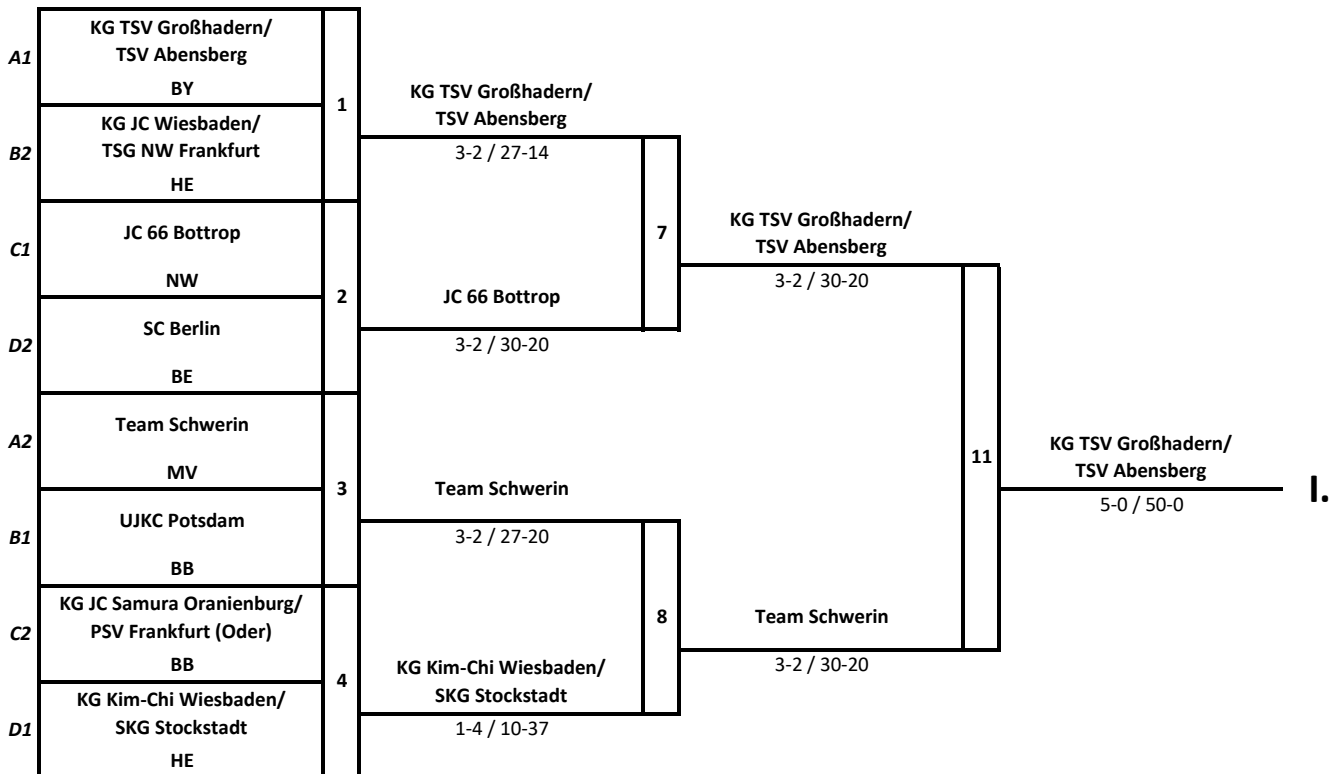 A1
KG TSV Großhadern/
TSV Abensberg
BY
1
B2
KG JC Wiesbaden/
TSG NW Frankfurt
HE
C1
JC 66 Bottrop
NW
2
D2
SC Berlin
BE
A2
Team Schwerin
MV
3
B1
UJKC Potsdam
BB
C2
KG JC Samura Oranienburg/
PSV Frankfurt (Oder)
BB
4
D1
KG Kim-Chi Wiesbaden/
SKG Stockstadt
HE
KG TSV Großhadern/
TSV Abensberg
3-2 / 27-14
7
JC 66 Bottrop
3-2 / 30-20
Team Schwerin
3-2 / 27-20
8
KG Kim-Chi Wiesbaden/
SKG Stockstadt
1-4 / 10-37
KG TSV Großhadern/
TSV Abensberg
3-2 / 30-20
11
Team Schwerin
3-2 / 30-20
KG TSV Großhadern/
TSV Abensberg
5-0 / 50-0
I.